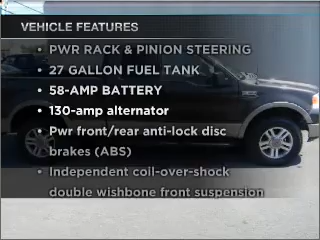 VEHICLE FEATURES
• PWR RACK & PINION STEERING
• 27 GALLON FUEL TANK
• 58-AMP BATTERY
• 130-amp alternator
• Pwr front/rear anti-lock disc
brakes (ABS)
• Independent coil-over-shock
double wishbone front suspension